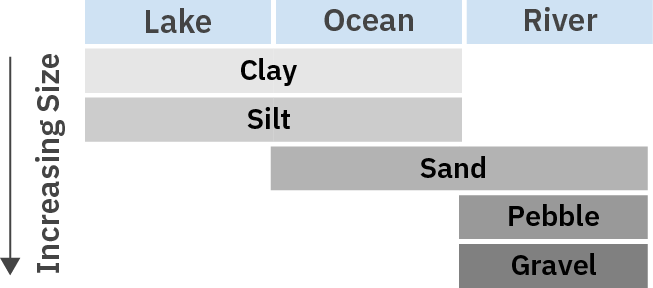 Lake
Ocean
River
Increasing Size
Clay
Silt
Sand
Pebble
Gravel